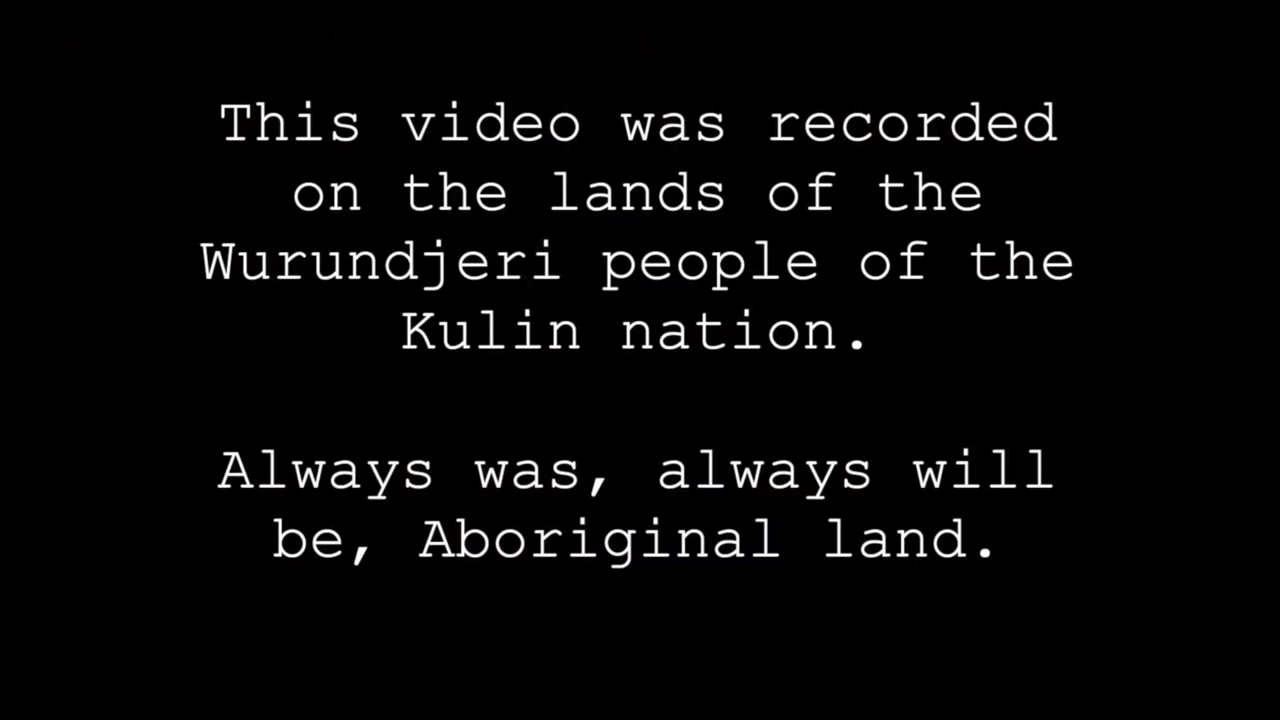 This video was recorded
on the lands of the
Wurundjeri people of the
Kulin nation.
Always was, always will
be, Aboriginal land.